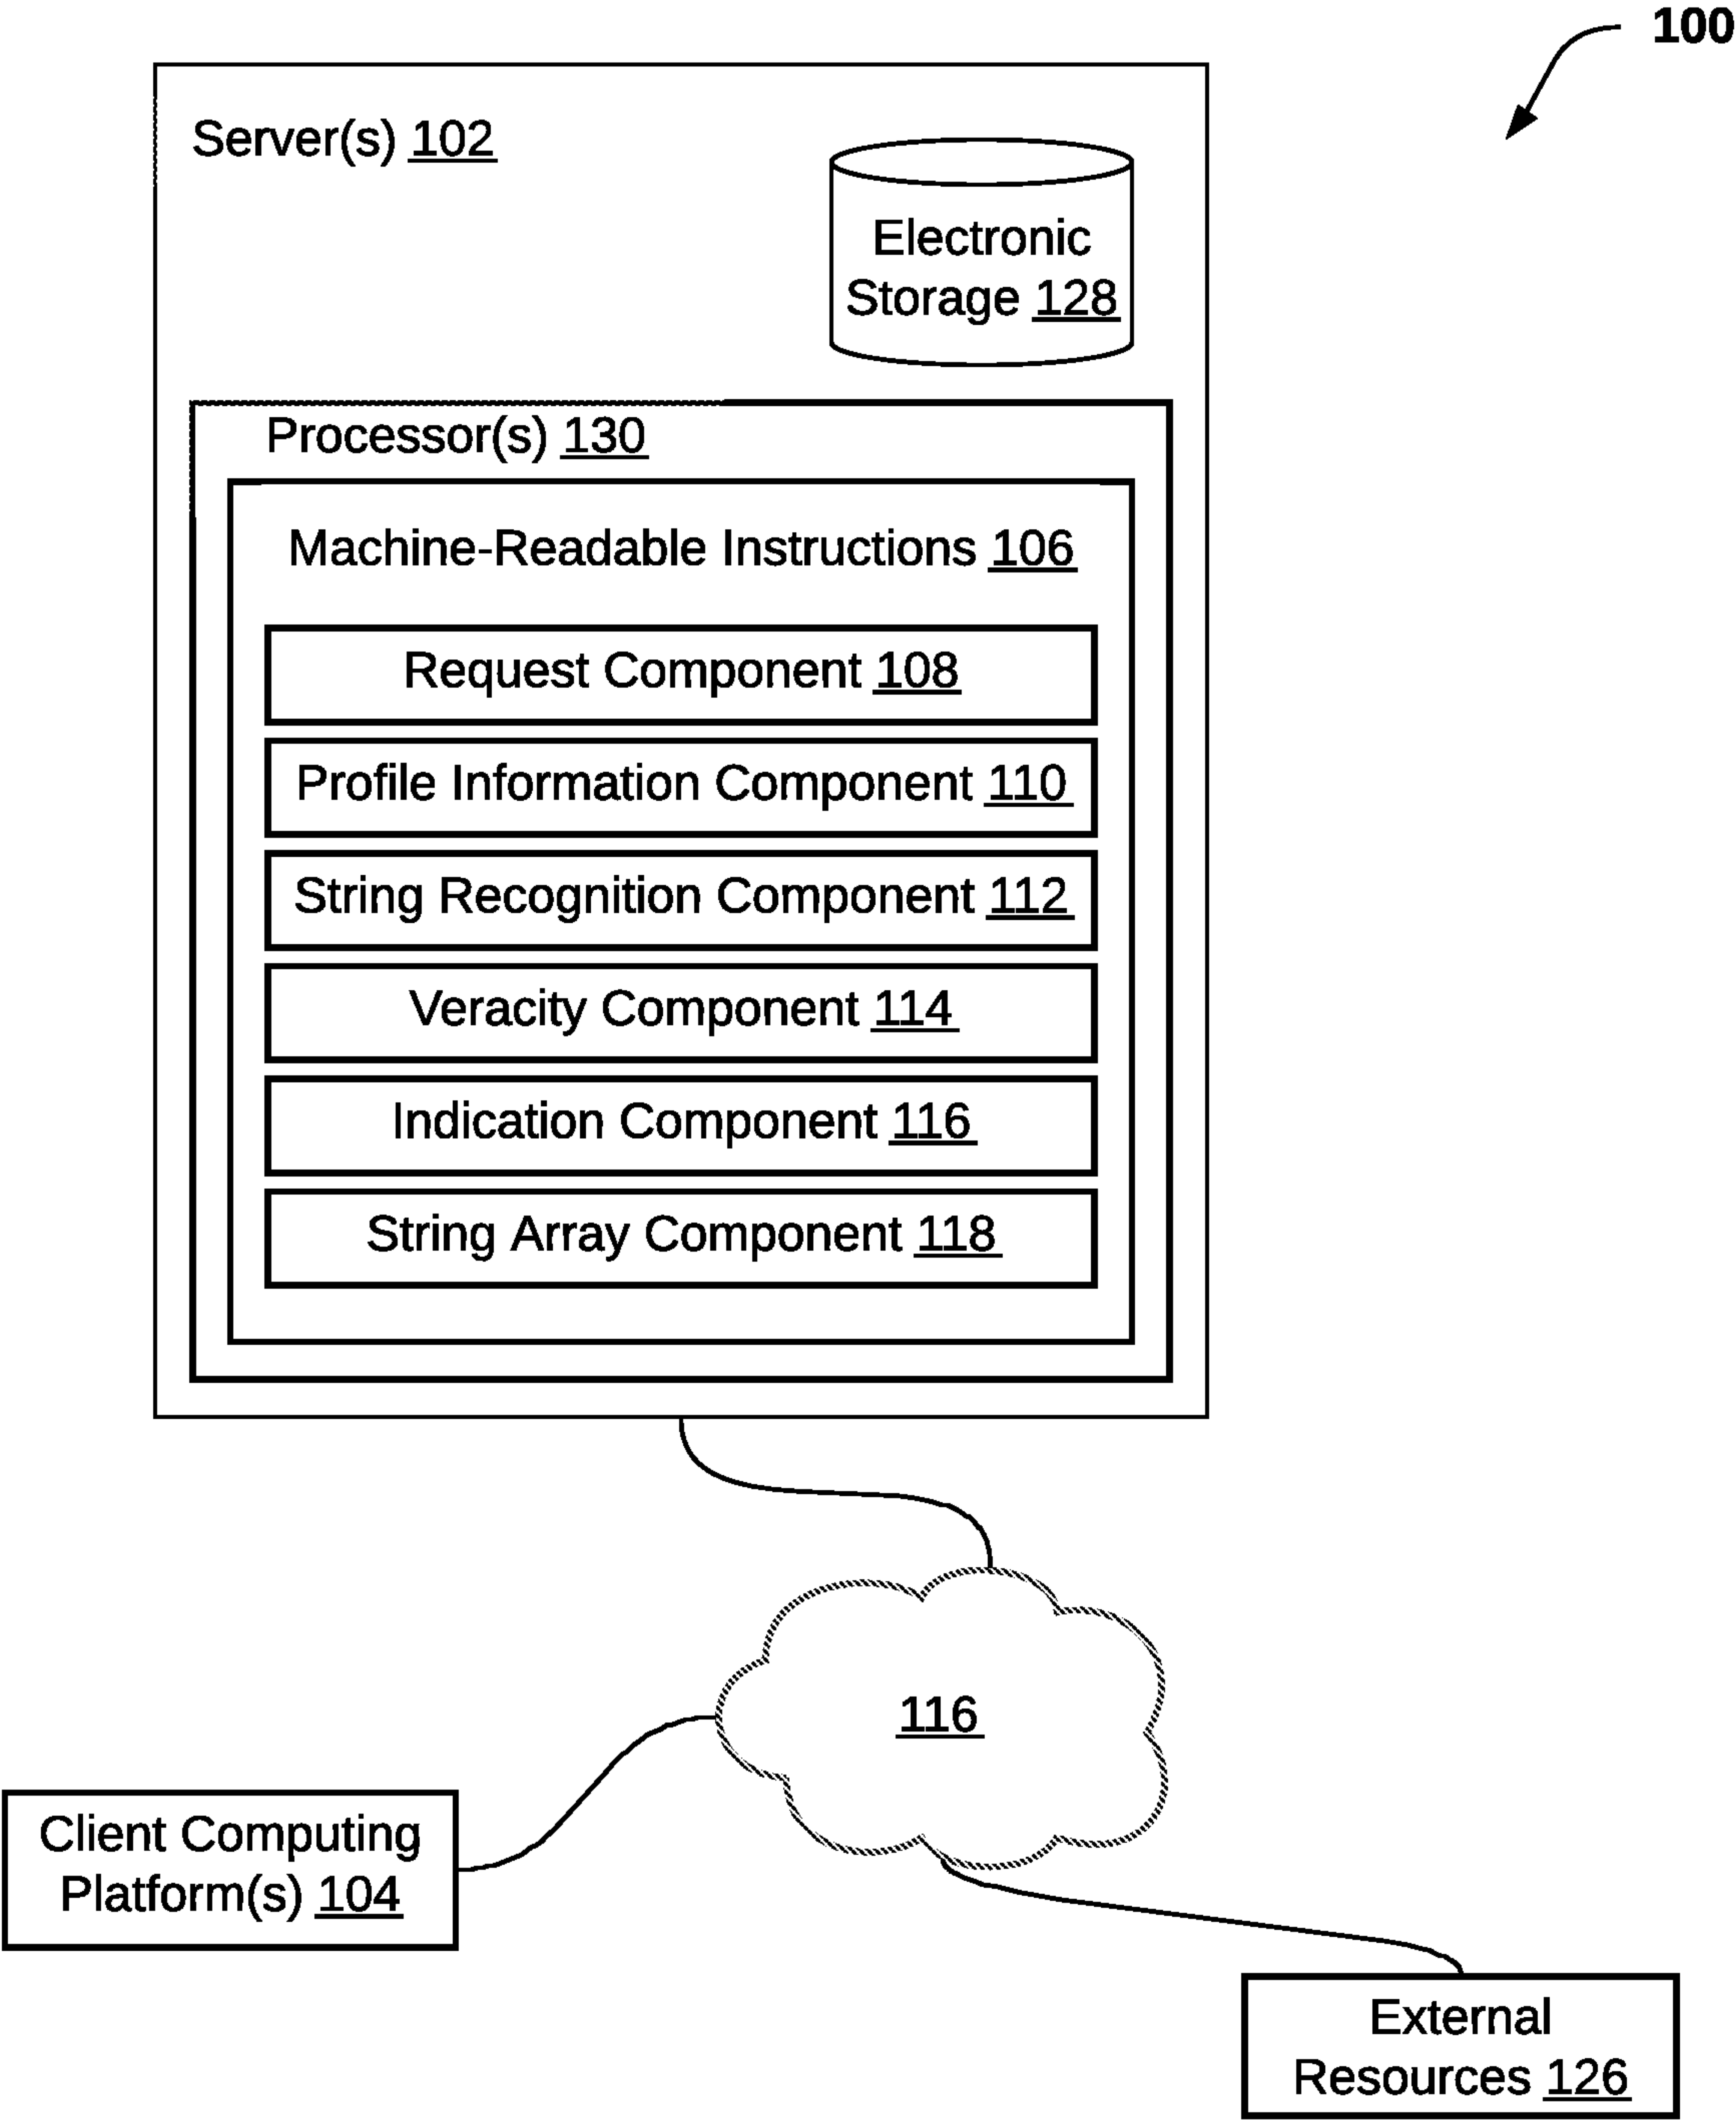 100
Server(s) 102
Electronic
Storage 128
Processor(s) 130
Machine-Readable Instructions 106
Request Component 108
Profile Information Component 110
String Recognition Component 112
Veracity Component 114
Indication Component 116
String Array Component 118
116
Client Computing
Platform(s) 104
External
Resources 126